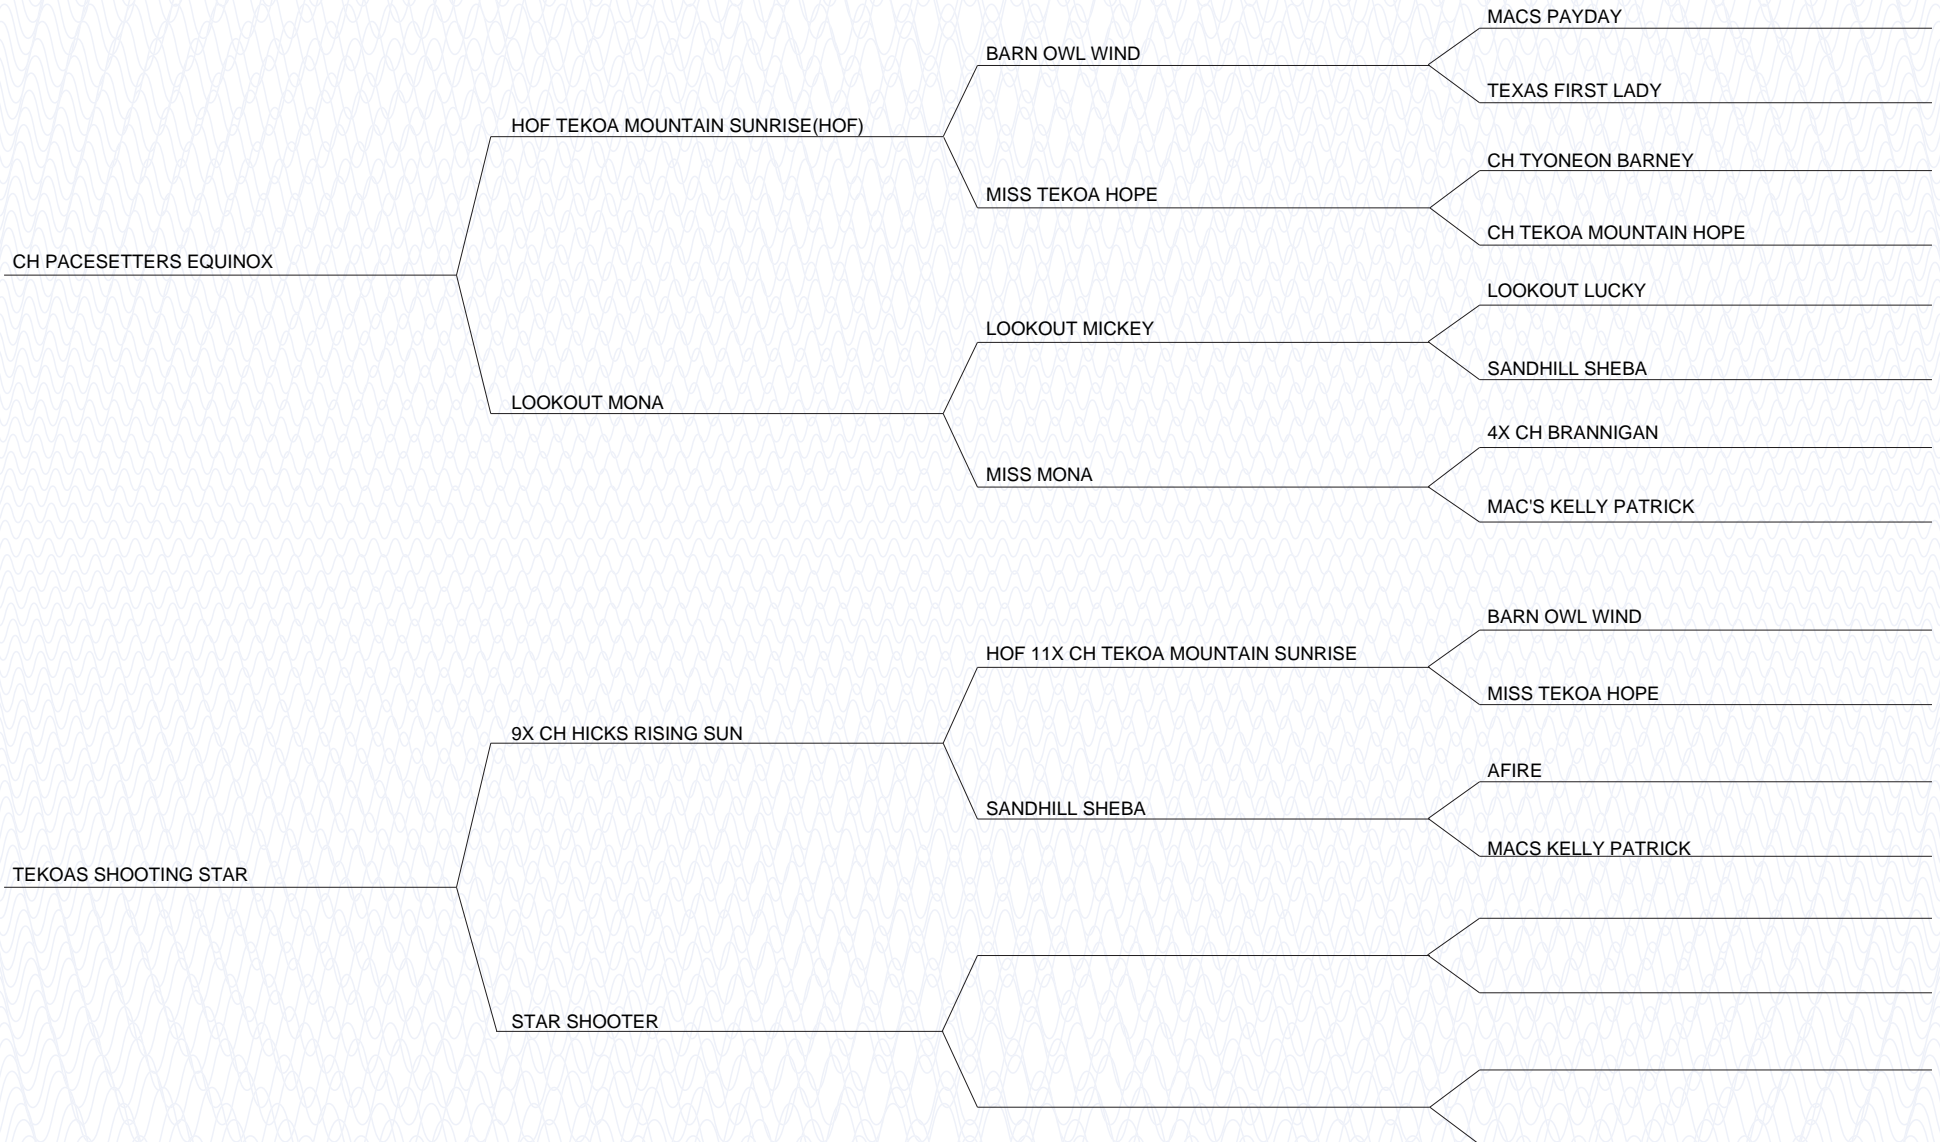 MACS PAYDAY
BARN OWL WIND
TEXAS FIRST LADY
HOF TEKOA MOUNTAIN SUNRISE(HOF)
CH TYONEON BARNEY
MISS TEKOA HOPE
CH TEKOA MOUNTAIN HOPE
CH PACESETTERS EQUINOX
LOOKOUT LUCKY
LOOKOUT MICKEY
SANDHILL SHEBA
LOOKOUT MONA
4X CH BRANNIGAN
MISS MONA
MAC'S KELLY PATRICK
BARN OWL WIND
HOF 11X CH TEKOA MOUNTAIN SUNRISE
MISS TEKOA HOPE
9X CH HICKS RISING SUN
AFIRE
SANDHILL SHEBA
MACS KELLY PATRICK
TEKOAS SHOOTING STAR
STAR SHOOTER